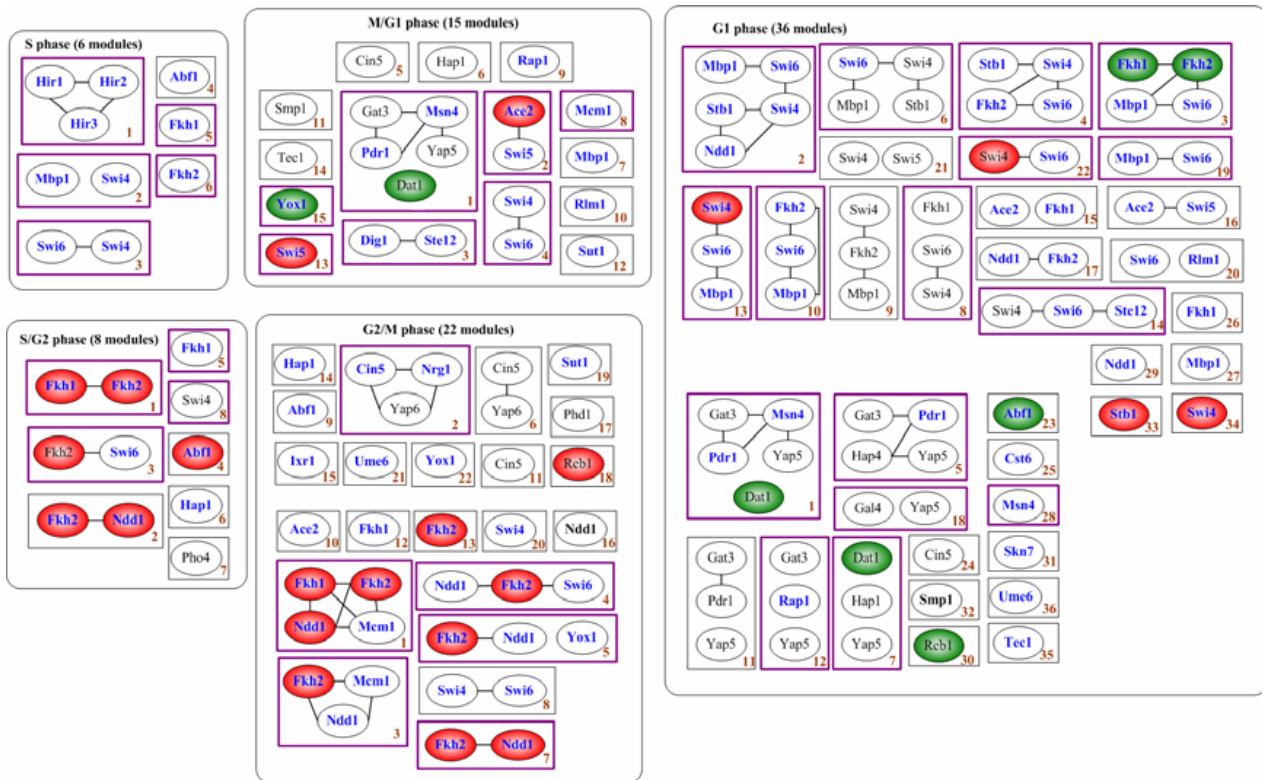 S phase (6 modules)
Hir1 Hir2
Hir3
1
Abf1
4
Fkh1
5
Mbp1 Swi4
2
Fkh2
6
Swi6 Swi4
3
M/G1 phase (15 modules)
Cin5
5
Hap1
6
Rap1
9
Smp1
11
Gat3 Msn4
Pdr1 Yap5
Dat1
1
Ace2
Swi5
2
Mcm1
8
Tec1
14
Mbp1
7
Yox1
15
Swi4
Swi6
4
Rlm1
10
Swi5
13
Dig1 Ste12
3
Sut1
12
G1 phase (36 modules)
Mbp1 Swi6
Stb1 Swi4
Ndd1
2
Swi6 Swi4
Mbp1 Stb1
6
Stb1 Swi4
Fkh2 Swi6
4
Fkh1 Fkh2
Mbp1 Swi6
3
Swi4 Swi5
21
Swi4 Swi6
22
Mbp1 Swi6
19
Swi4
Swi6
Mbp1
13
Fkh2
Swi6
Mbp1
10
Swi4
Fkh2
Mbp1
9
Fkh1
Swi6
Swi4
8
Ace2 Fkh1
15
Ace2 Swi5
16
Ndd1 Fkh2
17
Swi6 Rlm1
20
Swi4 Swi6 Ste12
14
Fkh1
26
Ndd1
29
Mbp1
27
Gat3 Msn4
Pdr1 Yap5
Dat1
1
Gat3 Pdr1
Hap4 Yap5
5
Abf1
23
Stb1
33
Swi4
34
Cst6
25
Gal4 Yap5
18
Msn4
28
Gat3
Pdr1
Yap5
11
Gat3
Rap1
Yap5
12
Dat1
Hap1
Yap5
7
Cin5
24
Skn7
31
Smp1
32
Ume6
36
Reb1
30
Tec1
35
S/G2 phase (8 modules)
Fkh1
5
Fkh1 Fkh2
1
Swi4
8
Fkh2 Swi6
3
Abf1
4
Fkh2 Ndd1
2
Hap1
6
Pho4
7
G2/M phase (22 modules)
Hap1
14
Cin5 Nrg1
Yap6
2
Cin5
Yap6
6
Sut1
19
Abf1
9
Phd1
17
Ixr1
15
Ume6
21
Yox1
22
Cin5
11
Reb1
18
Ace2
10
Fkh1
12
Fkh2
13
Swi4
20
Ndd1
16
Fkh1 Fkh2
Ndd1 Mcm1
1
Ndd1 Fkh2 Swi6
4
Fkh2 Ndd1 Yox1
5
Fkh2 Mcm1
Ndd1
3
Swi4 Swi6
8
Fkh2 Ndd1
7